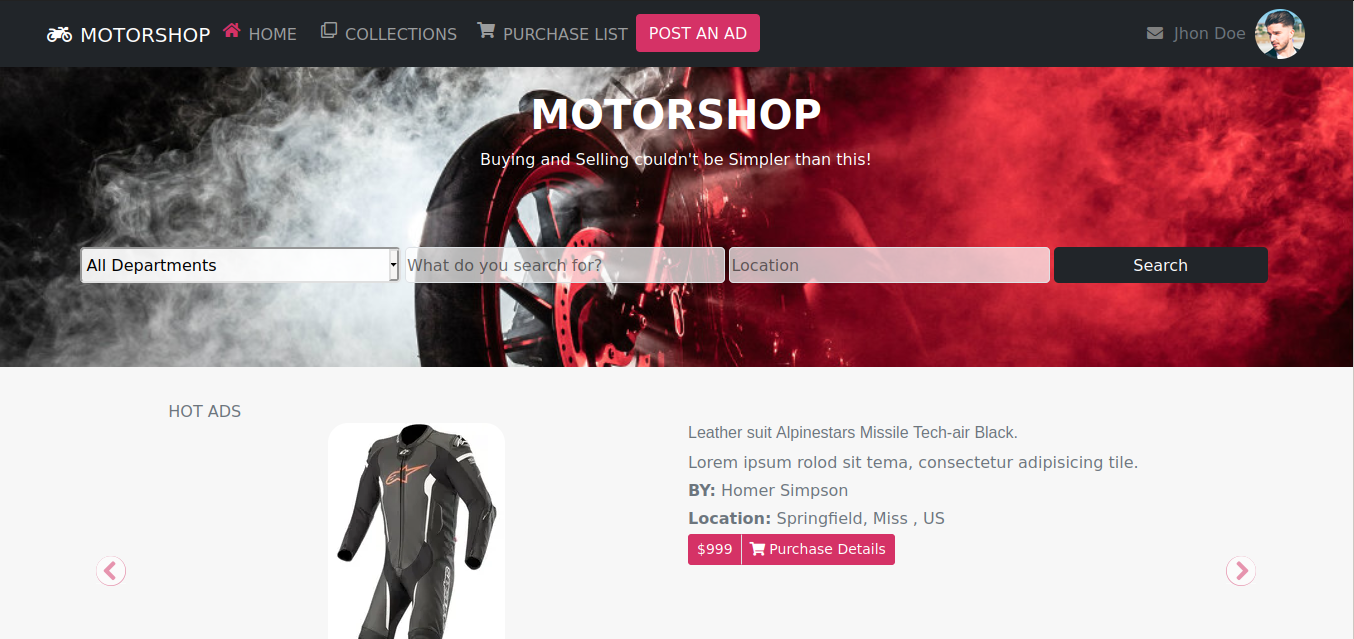 MOTORSHOP HOME COLLECTIONS PURCHASE LIST POST AN AD Jhon Doe
MOTORSHOP
Buying and Selling couldn't be Simpler than this!
All Departments What do you search for? Location Search
HOT ADS
Leather suit Alpinestars Missile Tech-air Black.
Lorem ipsum rolod sit tema, consectetur adipisicing tile.
BY: Homer Simpson
Location: Springfield, Miss , US
$999 Purchase Details